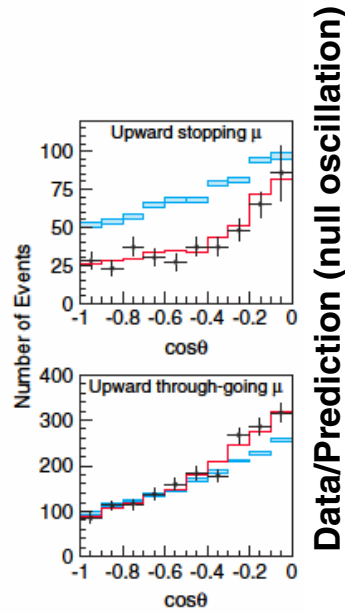 Upward stopping μ
100
75
50
25
0
-1 -0.8 -0.6 -0.4 -0.2 0
cosθ
Number of Events
Upward through-going μ
400
300
200
100
0
-1 -0.8 -0.6 -0.4 -0.2 0
cosθ
Data/Prediction (null oscillation)